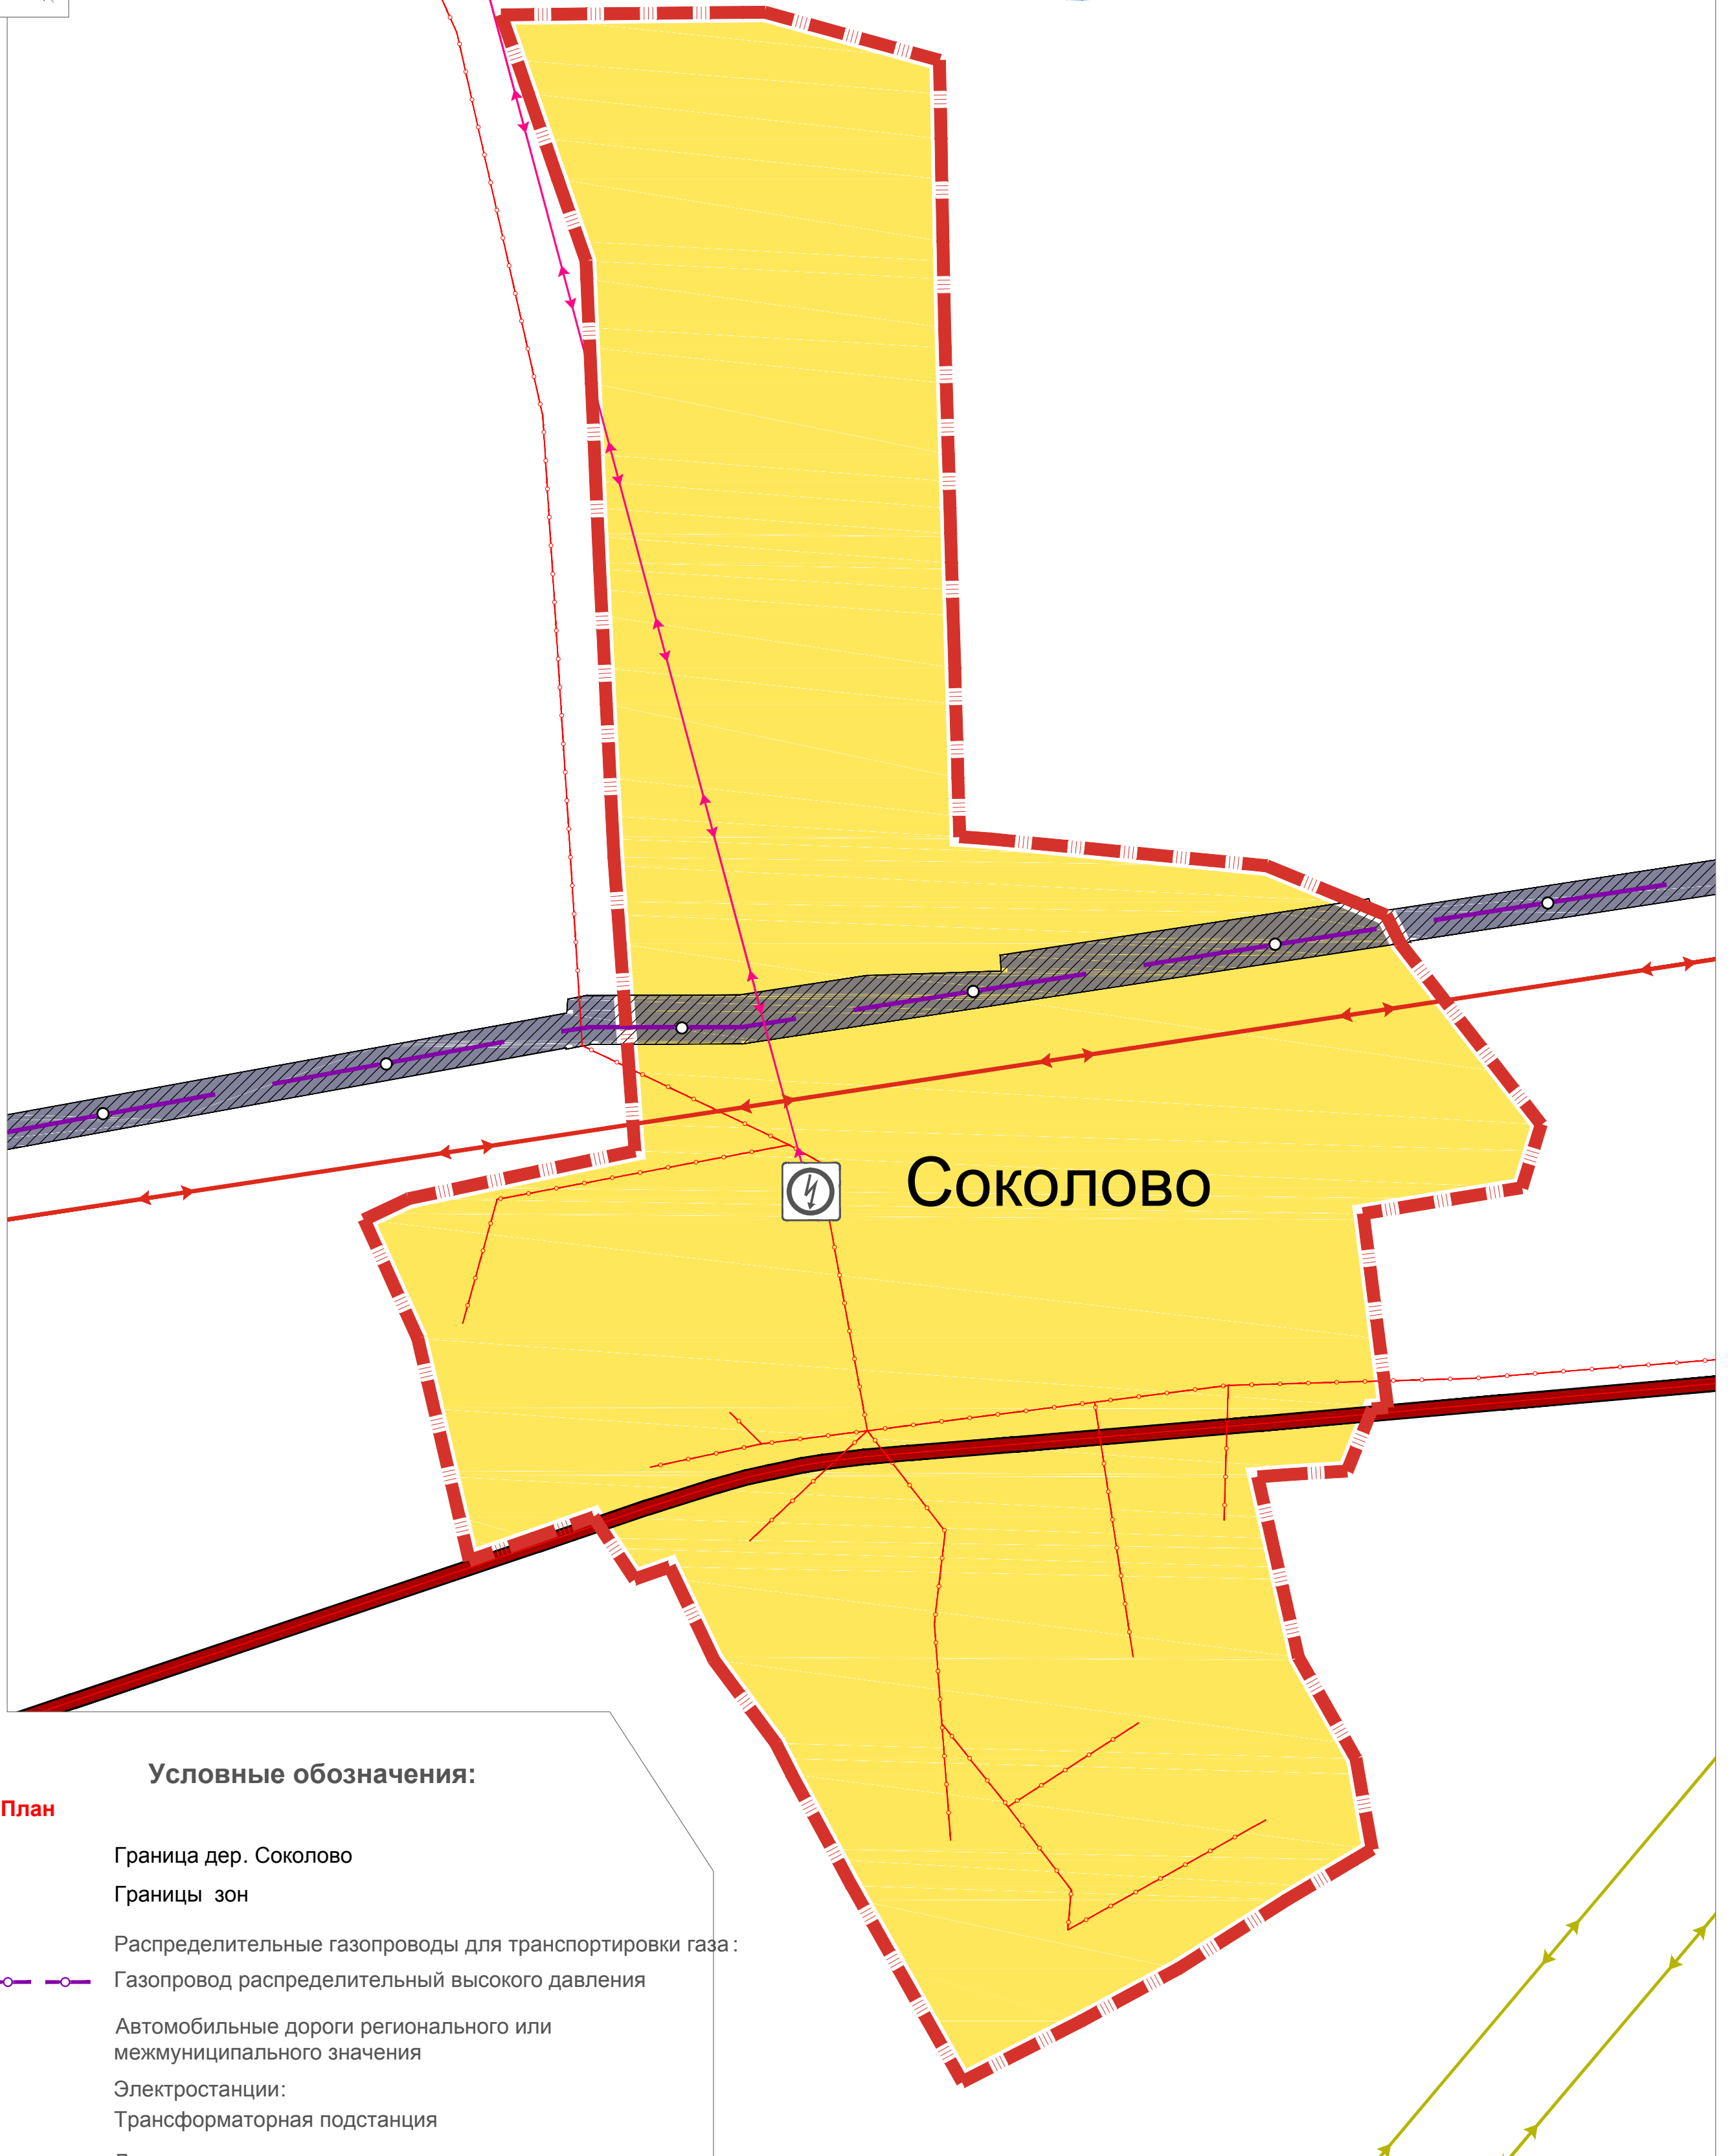 Соколово
Условные обозначения:
План
Граница дер. Соколово
Границы зон
Распределительные газопроводы для транспортировки газа:
Газопровод распределительный высокого давления
Автомобильные дороги регионального или
межмуниципального значения
Электростанции:
Трансформаторная подстанция